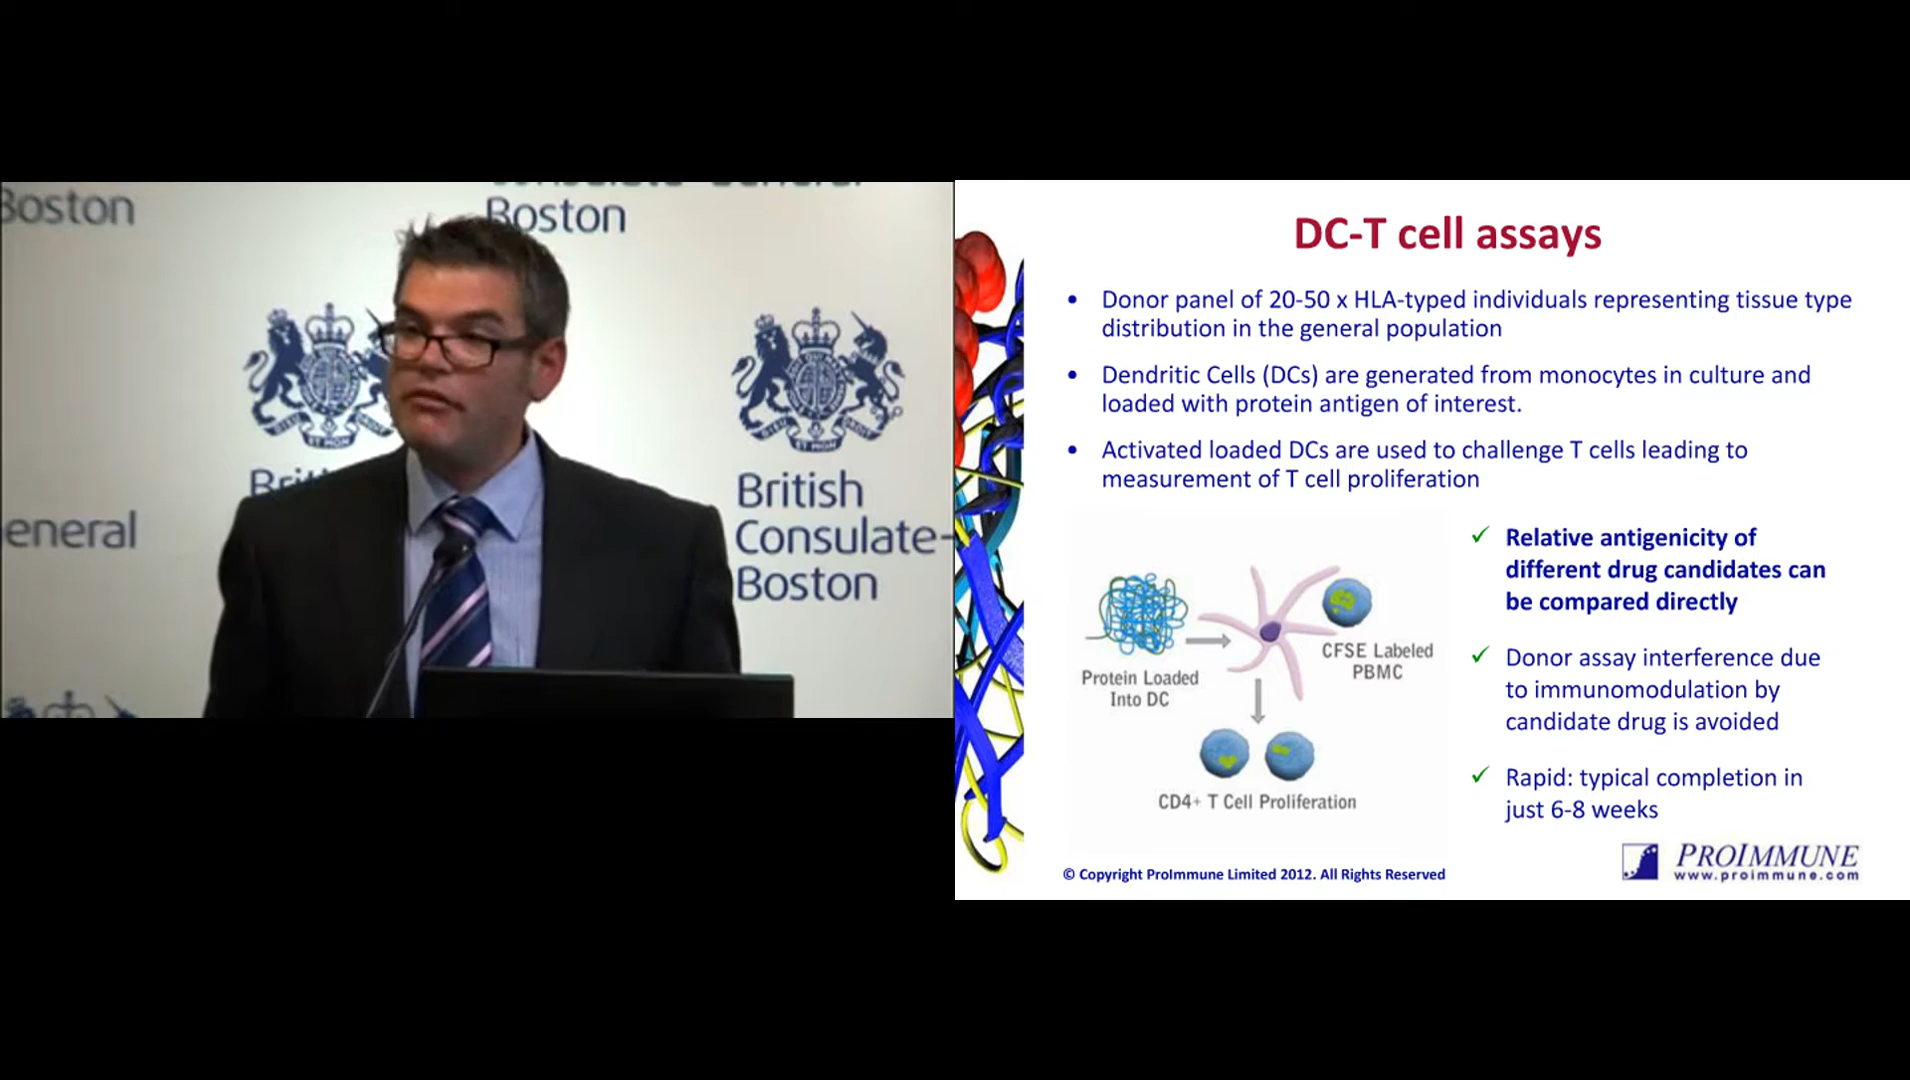 Boston
Boston
British
Consulate-
Boston
eneral
DC-T cell assays
• Donor panel of 20-50 x HLA-typed individuals representing tissue type
distribution in the general population
• Dendritic Cells (DCs) are generated from monocytes in culture and
loaded with protein antigen of interest.
• Activated loaded DCs are used to challenge T cells leading to
measurement of T cell proliferation
Protein Loaded
Into DC
CFSE Labeled
PBMC
CD4+ T Cell Proliferation
✓ Relative antigenicity of
different drug candidates can
be compared directly
✓ Donor assay interference due
to immunomodulation by
candidate drug is avoided
✓ Rapid: typical completion in
just 6-8 weeks
© Copyright ProImmune Limited 2012. All Rights Reserved
PROIMMUNE
www.proimmune.com